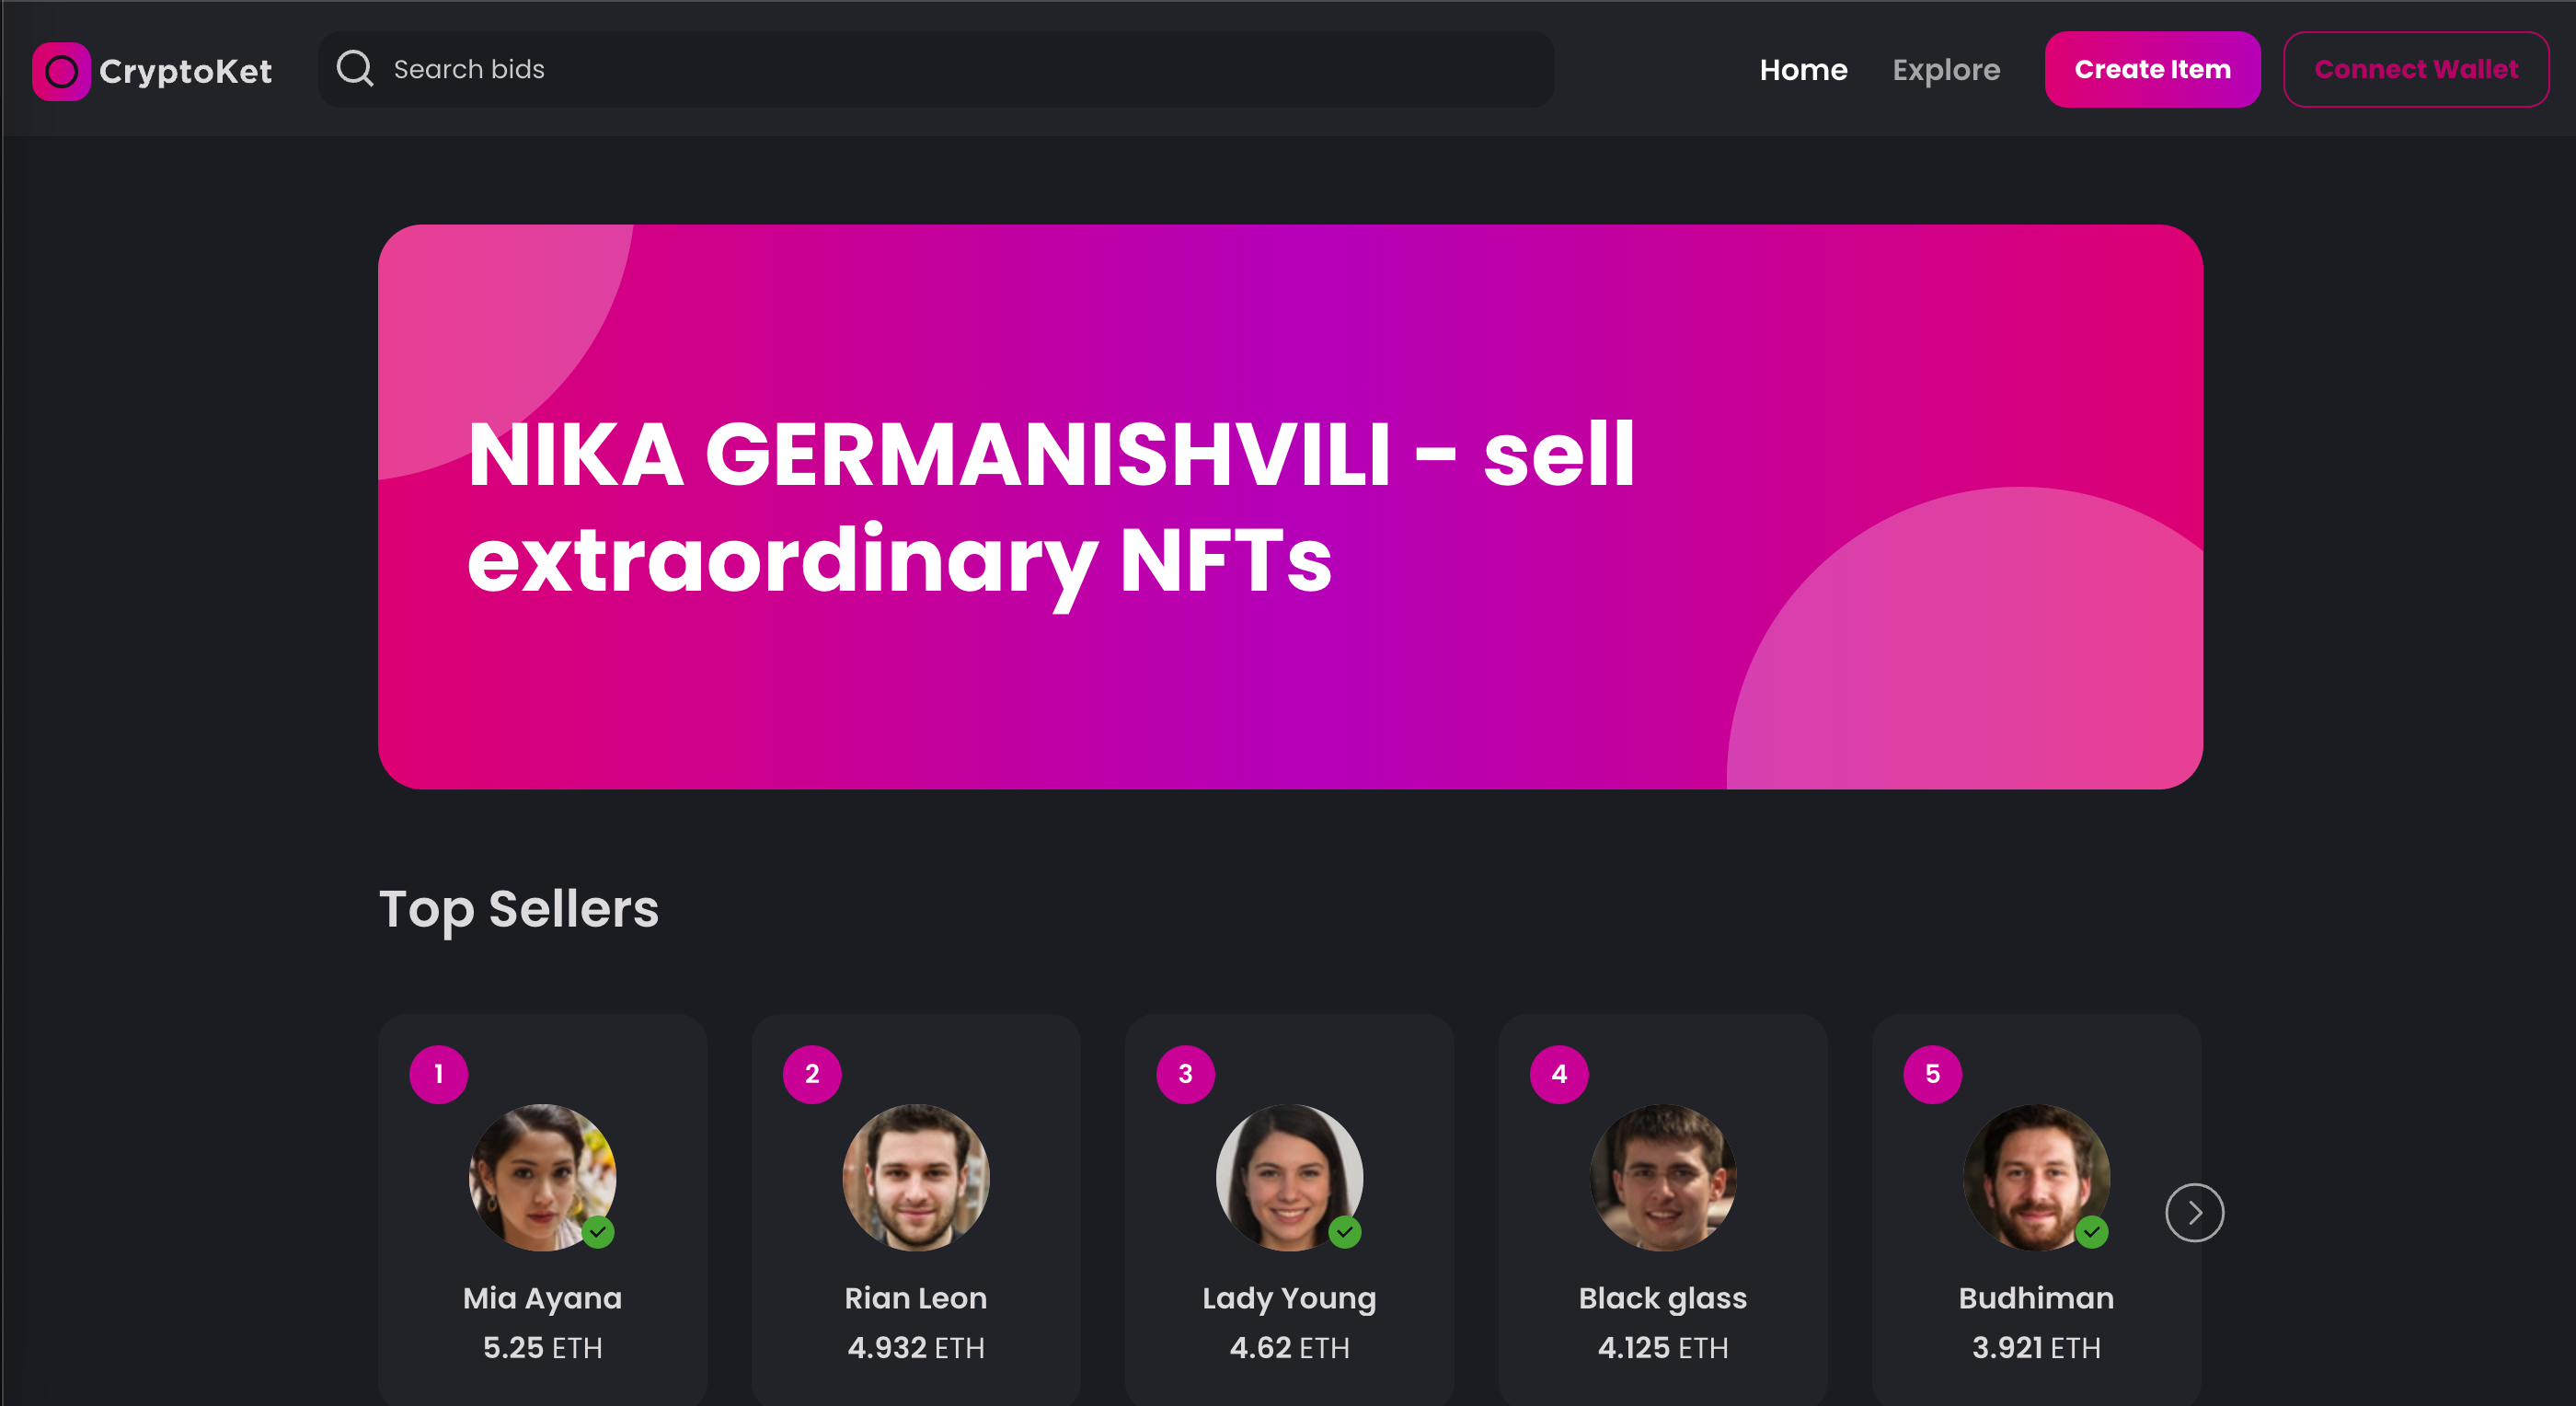 CryptoKet
Search bids
Home
Explore
Create Item
Connect Wallet
NIKA GERMANISHVILI - sell
extraordinary NFTs
Top Sellers
1
2
3
4
5
Mia Ayana
Rian Leon
Lady Young
Black glass
Budhiman
5.25 ETH
4.932 ETH
4.62 ETH
4.125 ETH
3.921 ETH